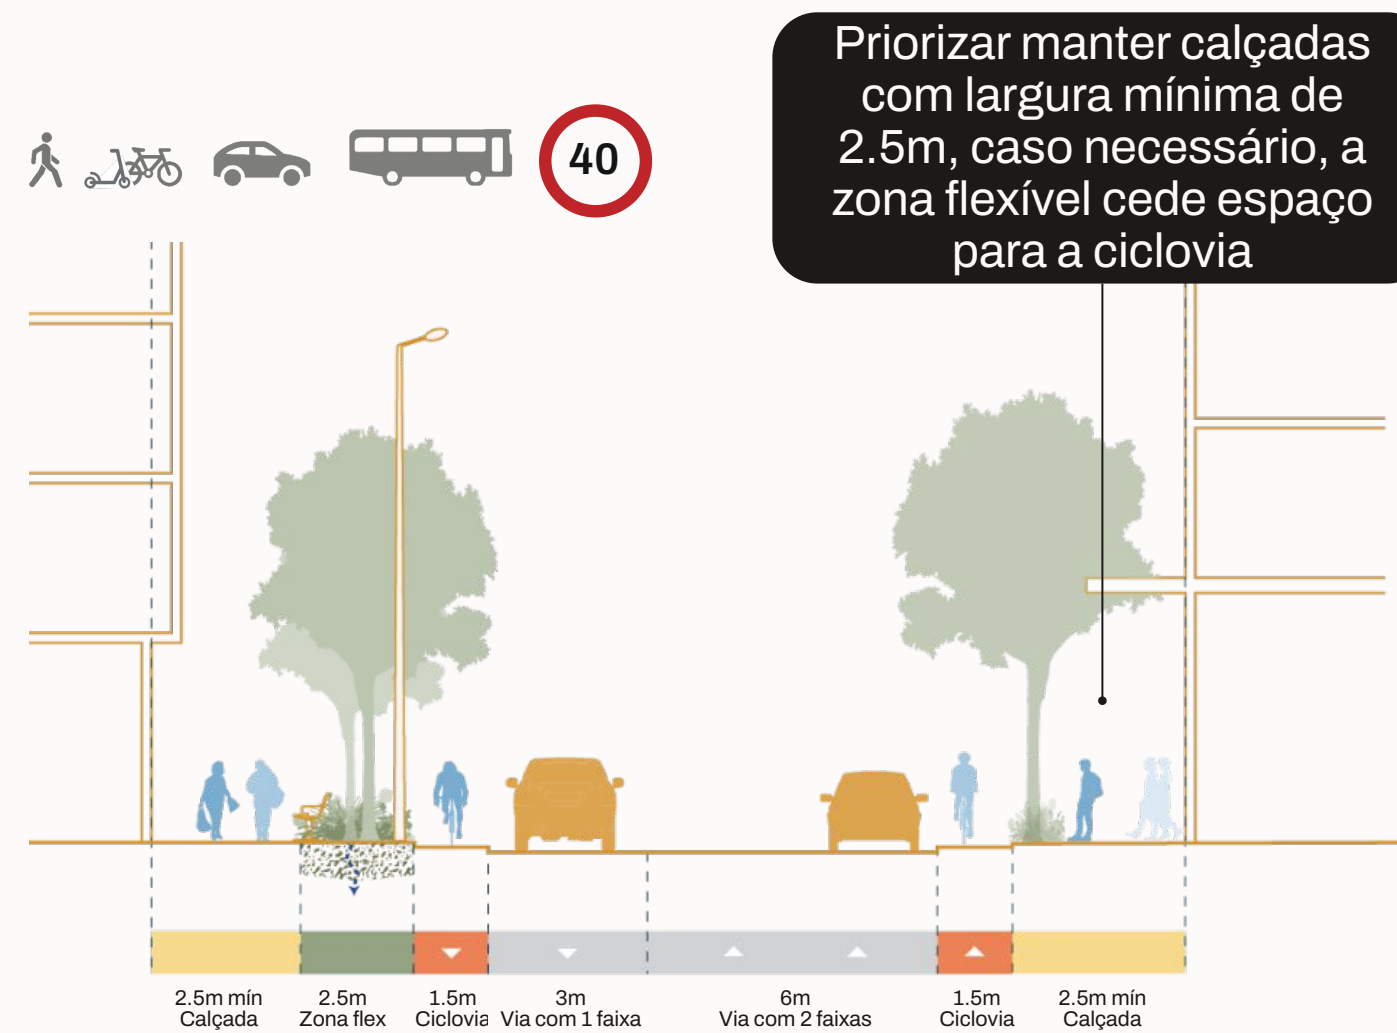 40
Priorizar manter calçadas
com largura mínima de
2.5m, caso necessário, a
zona flexível cede espaço
para a ciclovia
2.5m mín
Calçada
2.5m
Zona flex
1.5m
Ciclovia
3m
Via com 1 faixa
6m
Via com 2 faixas
1.5m
Ciclovia
2.5m mín
Calçada